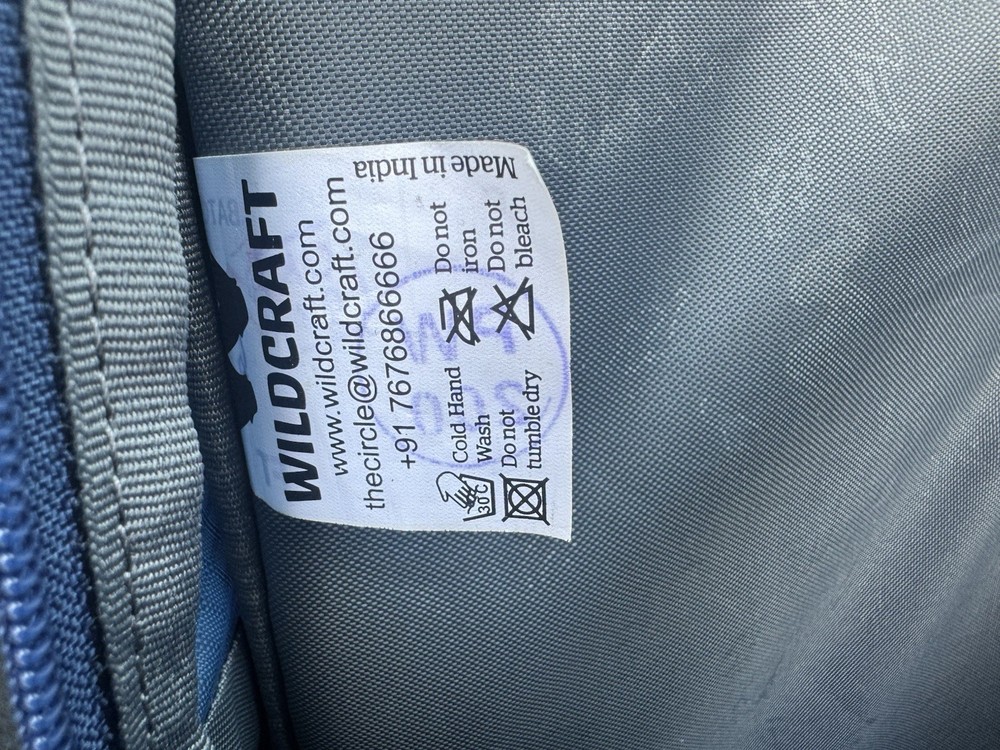 WILDCRAFT
www.wildcraft.com
thecircle@wildcraft.com
+91 7676866666
30°C
Cold Hand
Wash
Do not
iron
Do not
tumble dry
Do not
bleach
Made in India